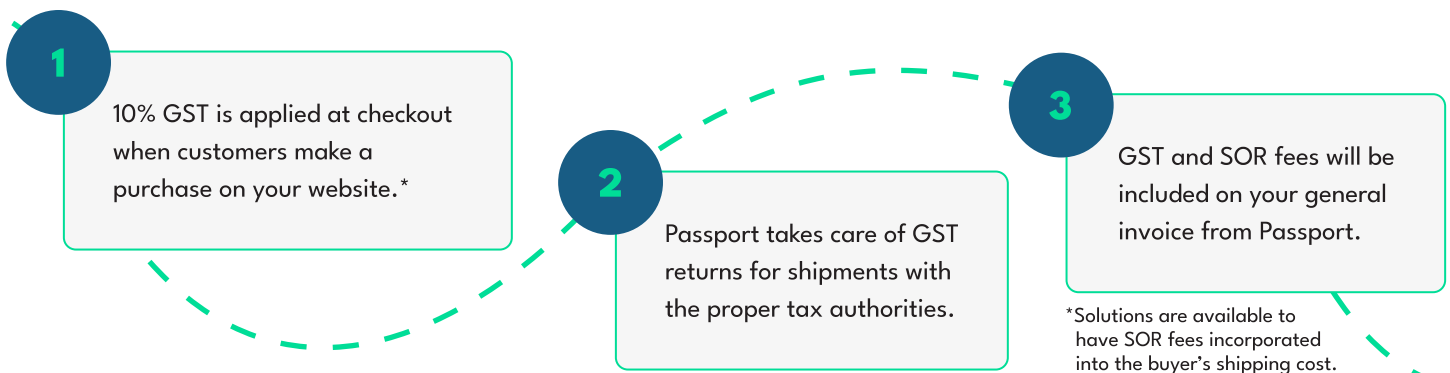 1
10% GST is applied at checkout
when customers make a
purchase on your website.*
2
Passport takes care of GST
returns for shipments with
the proper tax authorities.
3
GST and SOR fees will be
included on your general
invoice from Passport.
*Solutions are available to
have SOR fees incorporated
into the buyer’s shipping cost.